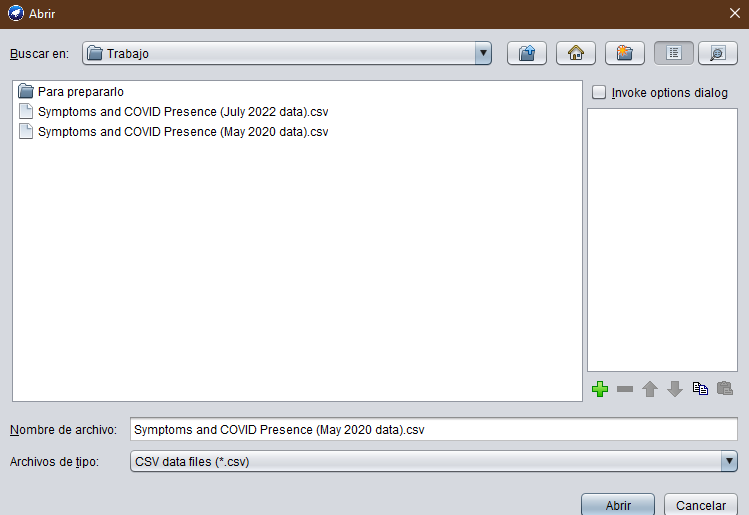 Abrir
Buscar en: Trabajo
Para prepararlo
Symptoms and COVID Presence (July 2022 data).csv
Symptoms and COVID Presence (May 2020 data).csv
Invoke options dialog
Nombre de archivo: Symptoms and COVID Presence (May 2020 data).csv
Archivos de tipo: CSV data files (*.csv)
Abrir Cancelar